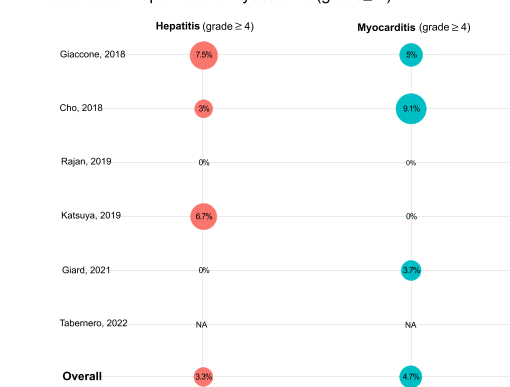 Hepatitis (grade ≥ 4) Myocarditis (grade ≥ 4)
Giaccone, 2018 7.5% 5%
Cho, 2018 3% 9.1%
Rajan, 2019 0% 0%
Katsuya, 2019 6.7% 0%
Giard, 2021 0% 3.7%
Tabernero, 2022 NA NA
Overall 3.3% 4.7%